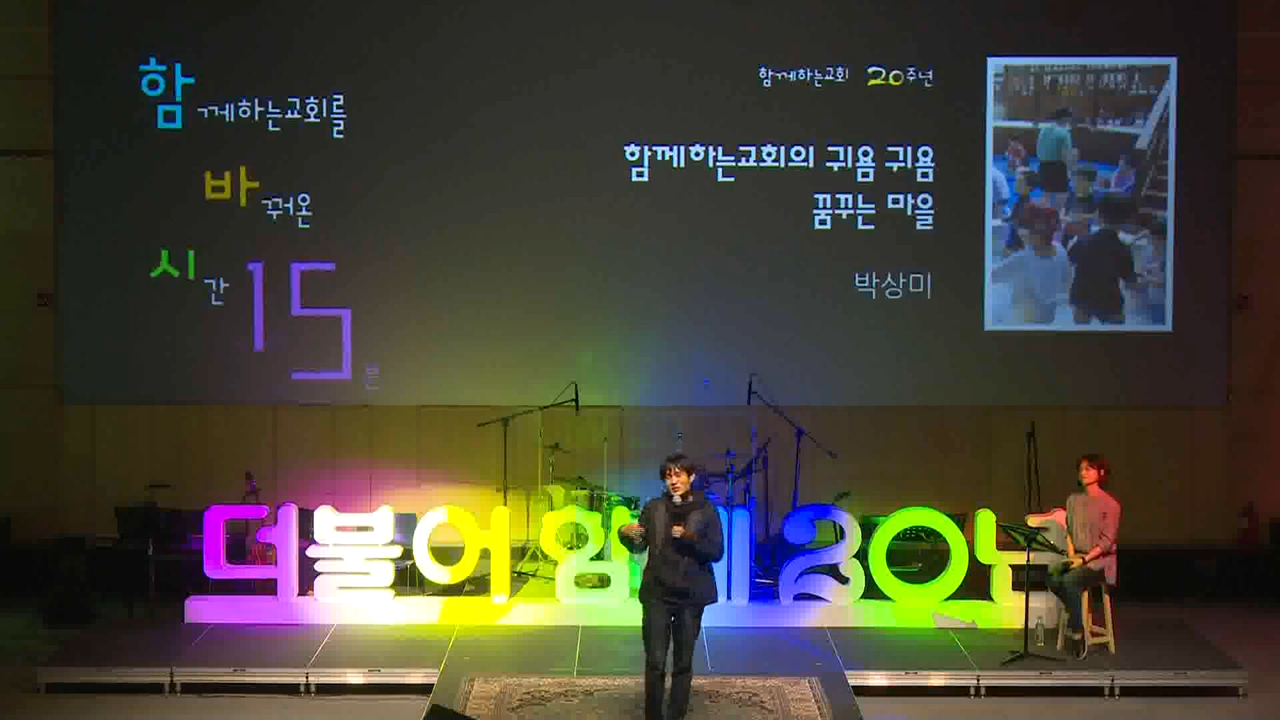 함께하는교회를
바꿔온
시간 15분
함께하는교회 20주년
함께하는교회의 귀욤 귀욤
꿈꾸는 마을
박상미
더불어함께 20년